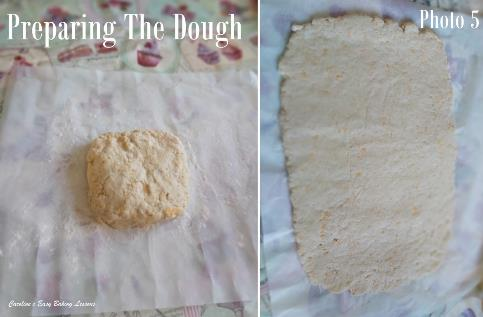 Preparing The Dough
Photo 5
Caroline's Easy Baking Lessons